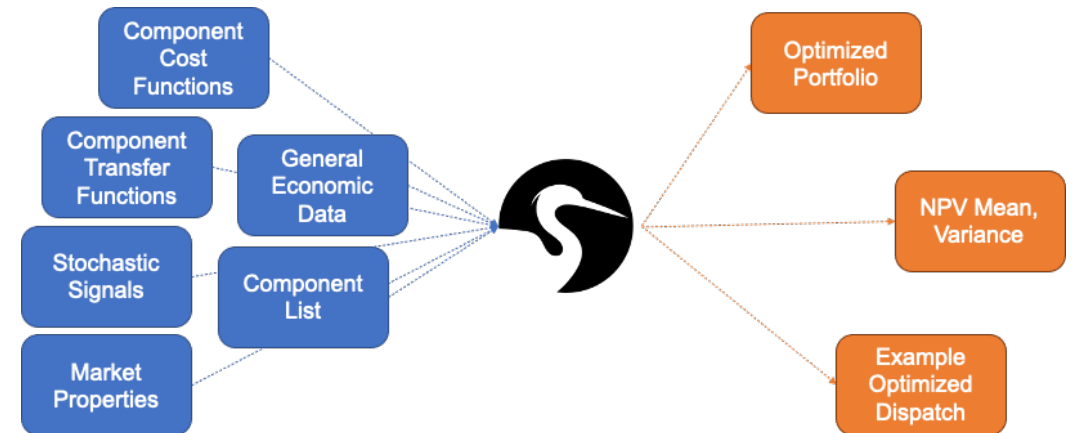 Component
Cost
Functions
Component
Transfer
Functions
General
Economic
Data
Stochastic
Signals
Component
List
Market
Properties
Optimized
Portfolio
NPV Mean,
Variance
Example
Optimized
Dispatch